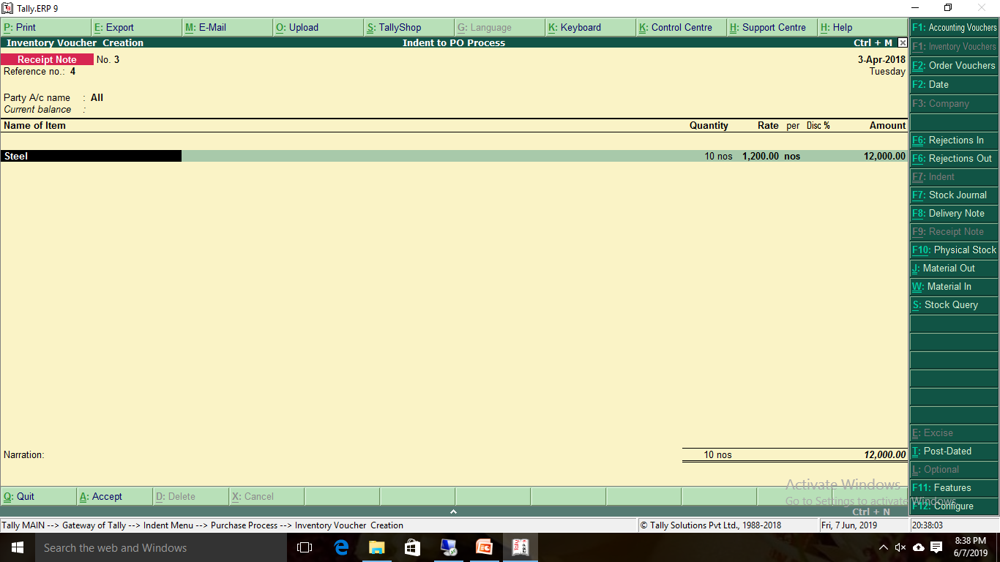 Tally.ERP 9
P: Print E: Export M: E-Mail O: Upload S: TallyShop G: Language K: Keyboard K: Control Centre H: Support Centre H: Help
Inventory Voucher Creation Indent to PO Process Ctrl + M
Receipt Note No. 3 3-Apr-2018
Reference no.: 4 Tuesday
Party A/c name : All
Current balance :
Name of Item Quantity Rate per Disc % Amount
Steel 10 nos 1,200.00 nos 12,000.00
Narration: 10 nos 12,000.00
F1: Accounting Vouchers
F1: Inventory Vouchers
F2: Order Vouchers
F2: Date
F3: Company
F6: Rejections In
F6: Rejections Out
F7: Indent
F7: Stock Journal
F8: Delivery Note
F9: Receipt Note
F10: Physical Stock
J: Material Out
W: Material In
S: Stock Query
E: Excise
T: Post-Dated
L: Optional
F11: Features
F12: Configure
Activate Windows
Go to Settings to activate Windows.
Q: Quit A: Accept D: Delete X: Cancel
Ctrl + N
Tally MAIN --> Gateway of Tally --> Indent Menu --> Purchase Process --> Inventory Voucher Creation © Tally Solutions Pvt Ltd., 1988-2018 Fri, 7 Jun, 2019 20:38:03
Search the web and Windows
8:38 PM
6/7/2019